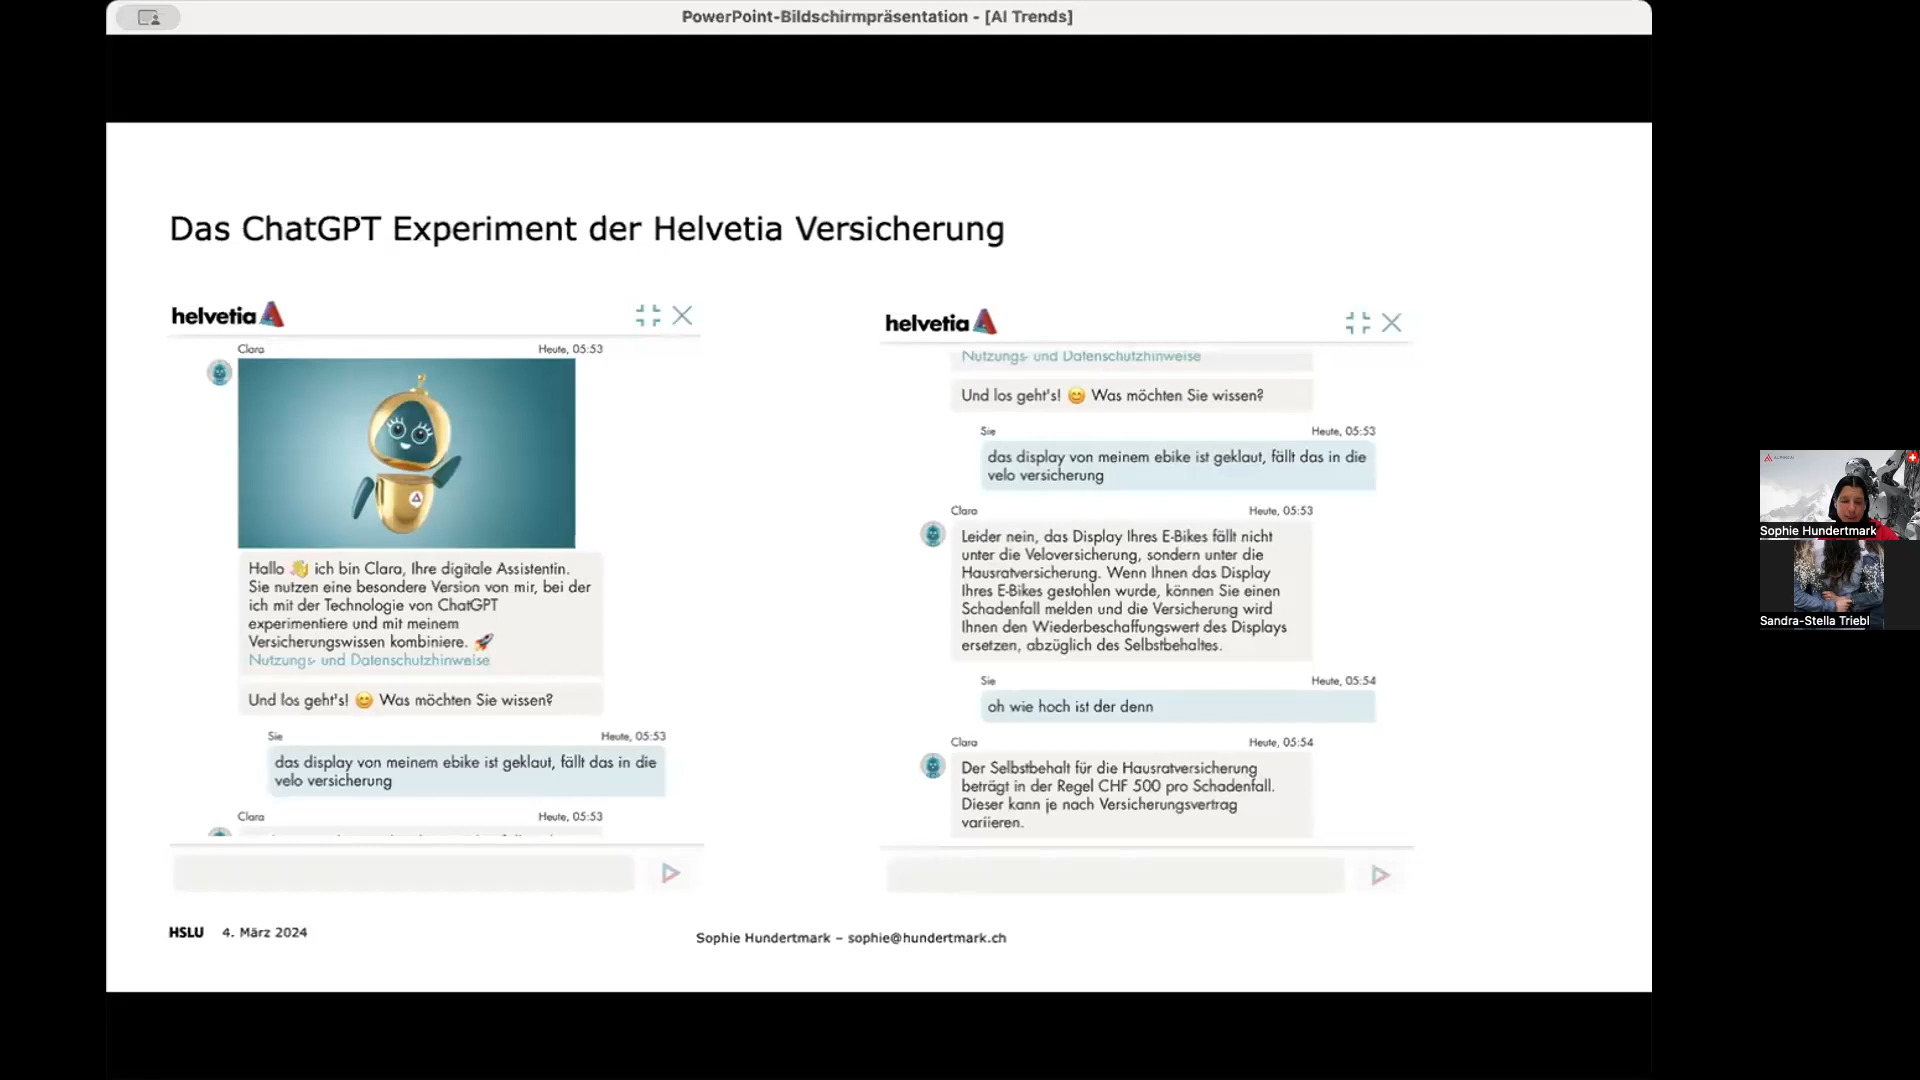 PowerPoint-Bildschirmpräsentation - [AI Trends]
Das ChatGPT Experiment der Helvetia Versicherung
helvetia
Clara Heute, 05:53
Hallo 👋 ich bin Clara, Ihre digitale Assistentin.
Sie nutzen eine besondere Version von mir, bei der
ich mit der Technologie von ChatGPT
experimentiere und mit meinem
Versicherungswissen kombiniere. 🚀
Nutzungs- und Datenschutzhinweise
Und los geht's! 😊 Was möchten Sie wissen?
Sie Heute, 05:53
das display von meinem ebike ist geklaut, fällt das in die
velo versicherung
Clara Heute, 05:53
helvetia
Nutzungs- und Datenschutzhinweise
Und los geht's! 😊 Was möchten Sie wissen?
Sie Heute, 05:53
das display von meinem ebike ist geklaut, fällt das in die
velo versicherung
Clara Heute, 05:53
Leider nein, das Display Ihres E-Bikes fällt nicht
unter die Veloversicherung, sondern unter die
Hausratversicherung. Wenn Ihnen das Display
Ihres E-Bikes gestohlen wurde, können Sie einen
Schadenfall melden und die Versicherung wird
Ihnen den Wiederbeschaffungswert des Displays
ersetzen, abzüglich des Selbstbehaltes.
Sie Heute, 05:54
oh wie hoch ist der denn
Clara Heute, 05:54
Der Selbstbehalt für die Hausratversicherung
beträgt in der Regel CHF 500 pro Schadenfall.
Dieser kann je nach Versicherungsvertrag
variieren.
HSLU 4. März 2024
Sophie Hundertmark – sophie@hundertmark.ch
Sophie Hundertmark
Sandra-Stella Triebl